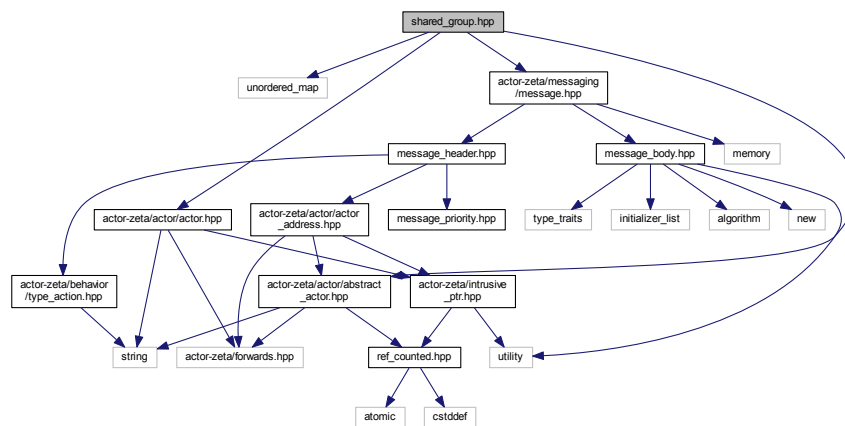 shared_group.hpp
unordered_map
actor-zeta/messaging
/message.hpp
message_header.hpp
message_body.hpp
memory
actor-zeta/actor/actor.hpp
actor-zeta/actor/actor
_address.hpp
message_priority.hpp
type_traits
initializer_list
algorithm
new
actor-zeta/behavior
/type_action.hpp
actor-zeta/actor/abstract
_actor.hpp
actor-zeta/intrusive
_ptr.hpp
string
actor-zeta/forwards.hpp
ref_counted.hpp
utility
atomic
cstddef